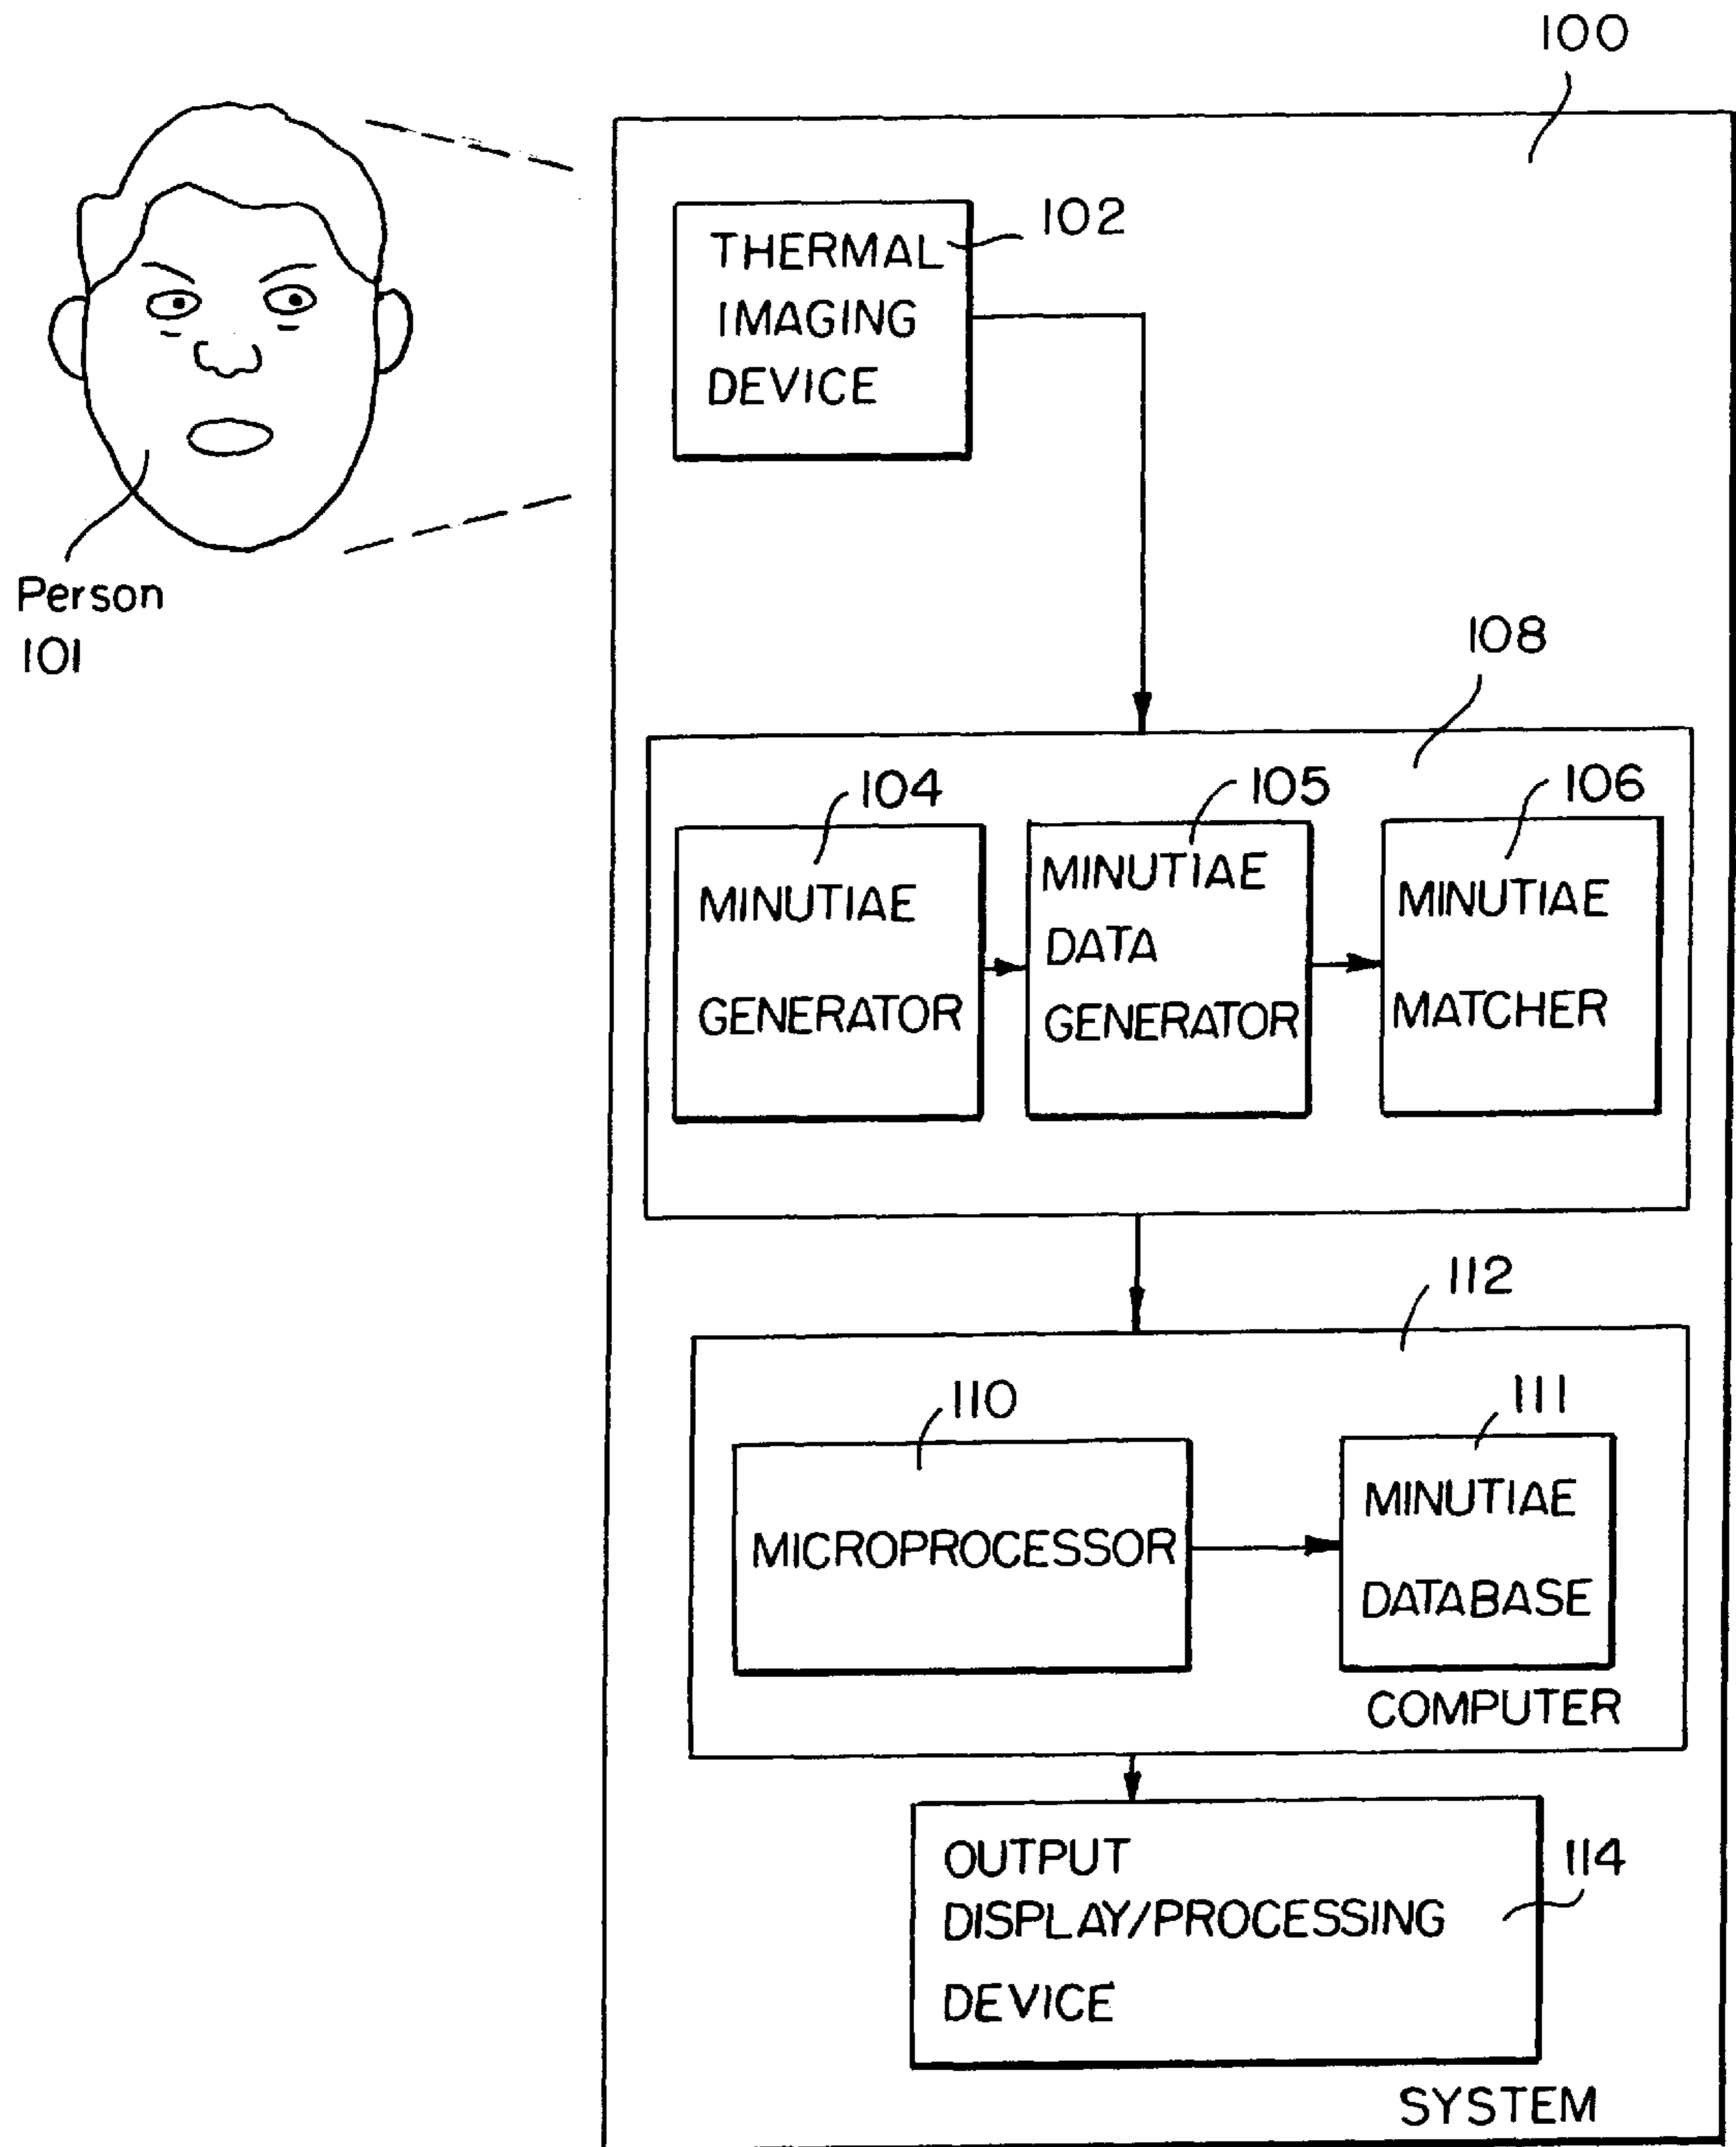 100
102
THERMAL
IMAGING
DEVICE
Person
101
108
104
MINUTIAE
GENERATOR
105
MINUTIAE
DATA
GENERATOR
106
MINUTIAE
MATCHER
112
110
MICROPROCESSOR
111
MINUTIAE
DATABASE
COMPUTER
OUTPUT
DISPLAY/PROCESSING
DEVICE
114
SYSTEM